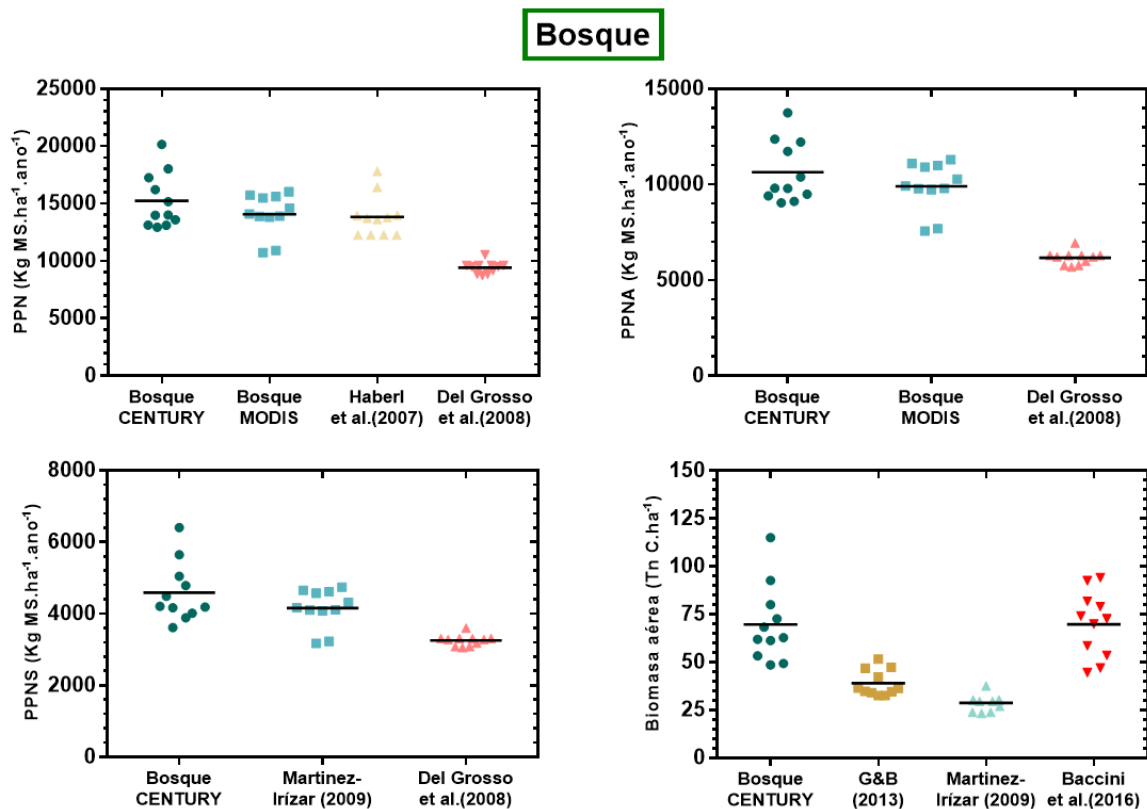 Bosque
PPN (Kg MS.ha⁻¹.ano⁻¹)
25000
20000
15000
10000
5000
0
Bosque CENTURY
Bosque MODIS
Haberl et al.(2007)
Del Grosso et al.(2008)
PPNA (Kg MS.ha⁻¹.ano⁻¹)
15000
10000
5000
0
Bosque CENTURY
Bosque MODIS
Del Grosso et al.(2008)
PPNS (Kg MS.ha⁻¹.ano⁻¹)
8000
6000
4000
2000
0
Bosque CENTURY
Martinez-Irízar (2009)
Del Grosso et al.(2008)
Biomasa aérea (Tn C.ha⁻¹)
150
125
100
75
50
25
0
Bosque CENTURY
G&B (2013)
Martinez-Irízar (2009)
Baccini et al.(2016)